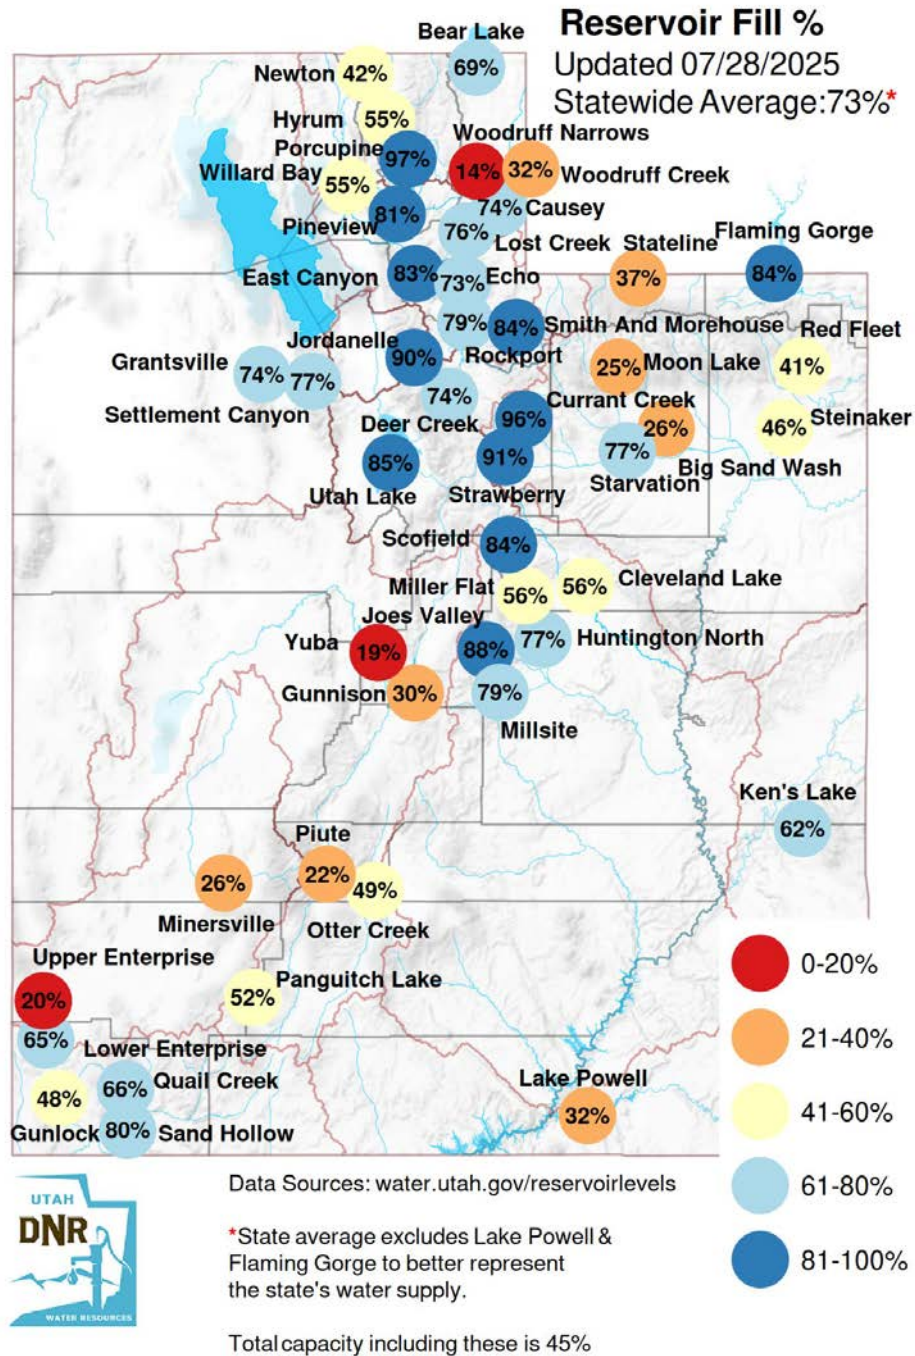 Reservoir Fill %
Updated 07/28/2025
Statewide Average:73%*
Bear Lake
69%
Newton 42%
Hyrum 55%
Porcupine 97%
Woodruff Narrows
14%
32% Woodruff Creek
Willard Bay
55%
74% Causey
Pineview 81%
76%
Lost Creek
Stateline
37%
Flaming Gorge
84%
East Canyon 83%
73% Echo
79%
Rockport
84% Smith And Morehouse
Red Fleet
41%
Jordanelle
90%
Grantsville
74%
77%
Settlement Canyon
25% Moon Lake
74%
Deer Creek
Currant Creek
96%
26%
Big Sand Wash
46% Steinaker
77%
Starvation
85%
Utah Lake
91%
Strawberry
Scofield 84%
Miller Flat
56%
56% Cleveland Lake
Joes Valley
88%
77% Huntington North
Yuba 19%
Gunnison 30%
79%
Millsite
Ken's Lake
62%
Piute
22%
26%
Minersville
49%
Otter Creek
Upper Enterprise
20%
52% Panguitch Lake
65%
Lower Enterprise
66% Quail Creek
48%
Gunlock
80% Sand Hollow
Lake Powell
32%
0-20%
21-40%
41-60%
61-80%
81-100%
UTAH
DNR
WATER RESOURCES
Data Sources: water.utah.gov/reservoirlevels
*State average excludes Lake Powell &
Flaming Gorge to better represent
the state's water supply.
Total capacity including these is 45%